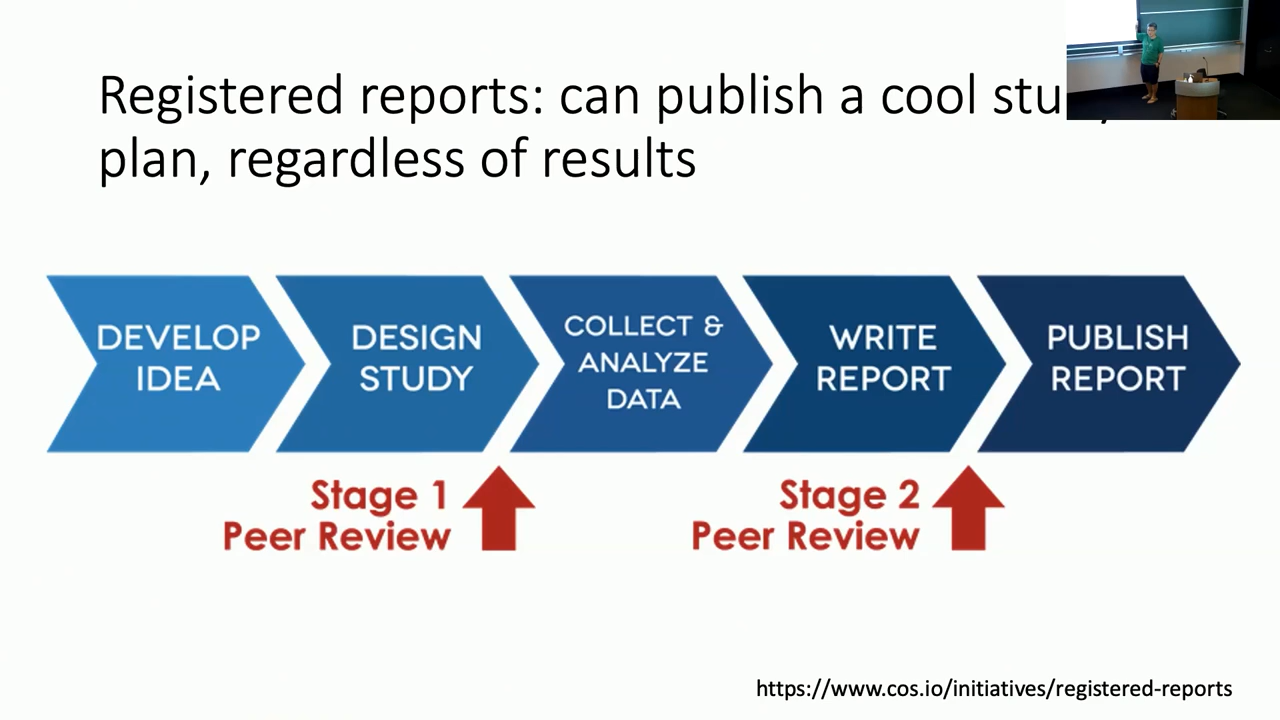 Registered reports: can publish a cool
plan, regardless of results
DEVELOP
IDEA
DESIGN
STUDY
COLLECT &
ANALYZE
DATA
WRITE
REPORT
PUBLISH
REPORT
Stage 1
Peer Review
Stage 2
Peer Review
https://www.cos.io/initiatives/registered-reports